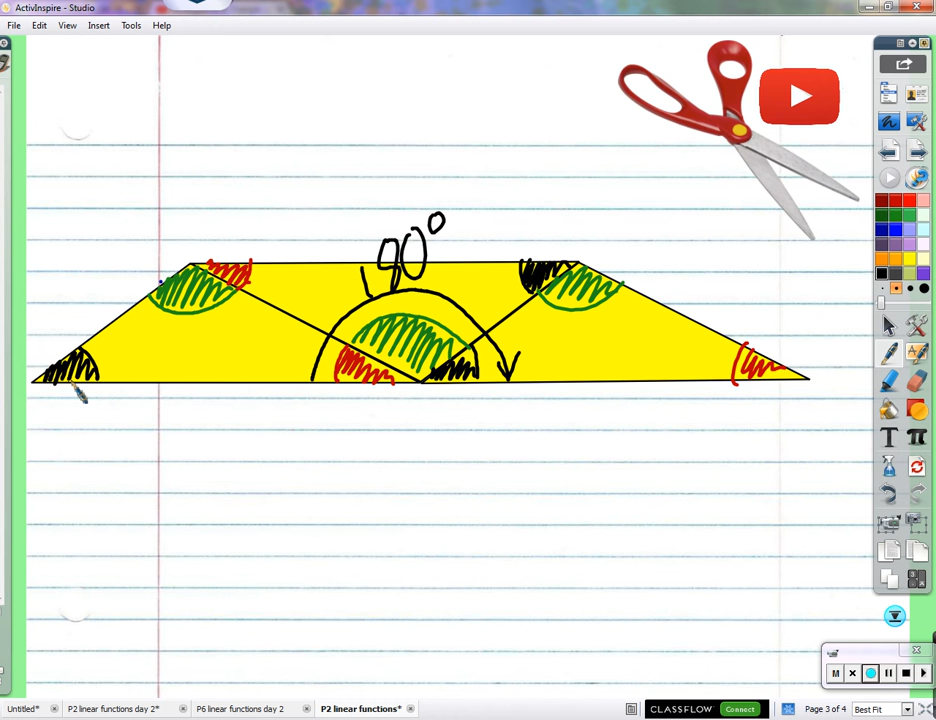 ActivInspire - Studio
File Edit View Insert Tools Help
180°
T π
Untitled* P2 linear functions day 2* P6 linear functions day 2 P2 linear functions* CLASSFLOW Connect Page 3 of 4 Best Fit
M